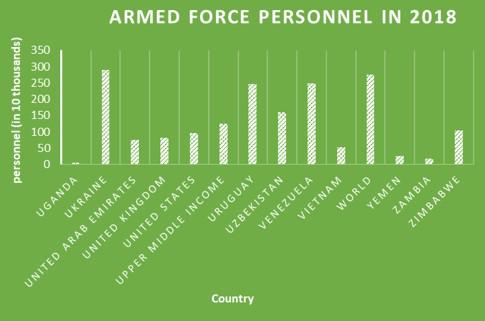 ARMED FORCE PERSONNEL IN 2018
personnel (in 10 thousands)
350
300
250
200
150
100
50
0
UGANDA
UKRAINE
UNITED ARAB EMIRATES
UNITED KINGDOM
UNITED STATES
UPPER MIDDLE INCOME
URUGUAY
UZBEKISTAN
VENEZUELA
VIETNAM
WORLD
YEMEN
ZAMBIA
ZIMBABWE
Country